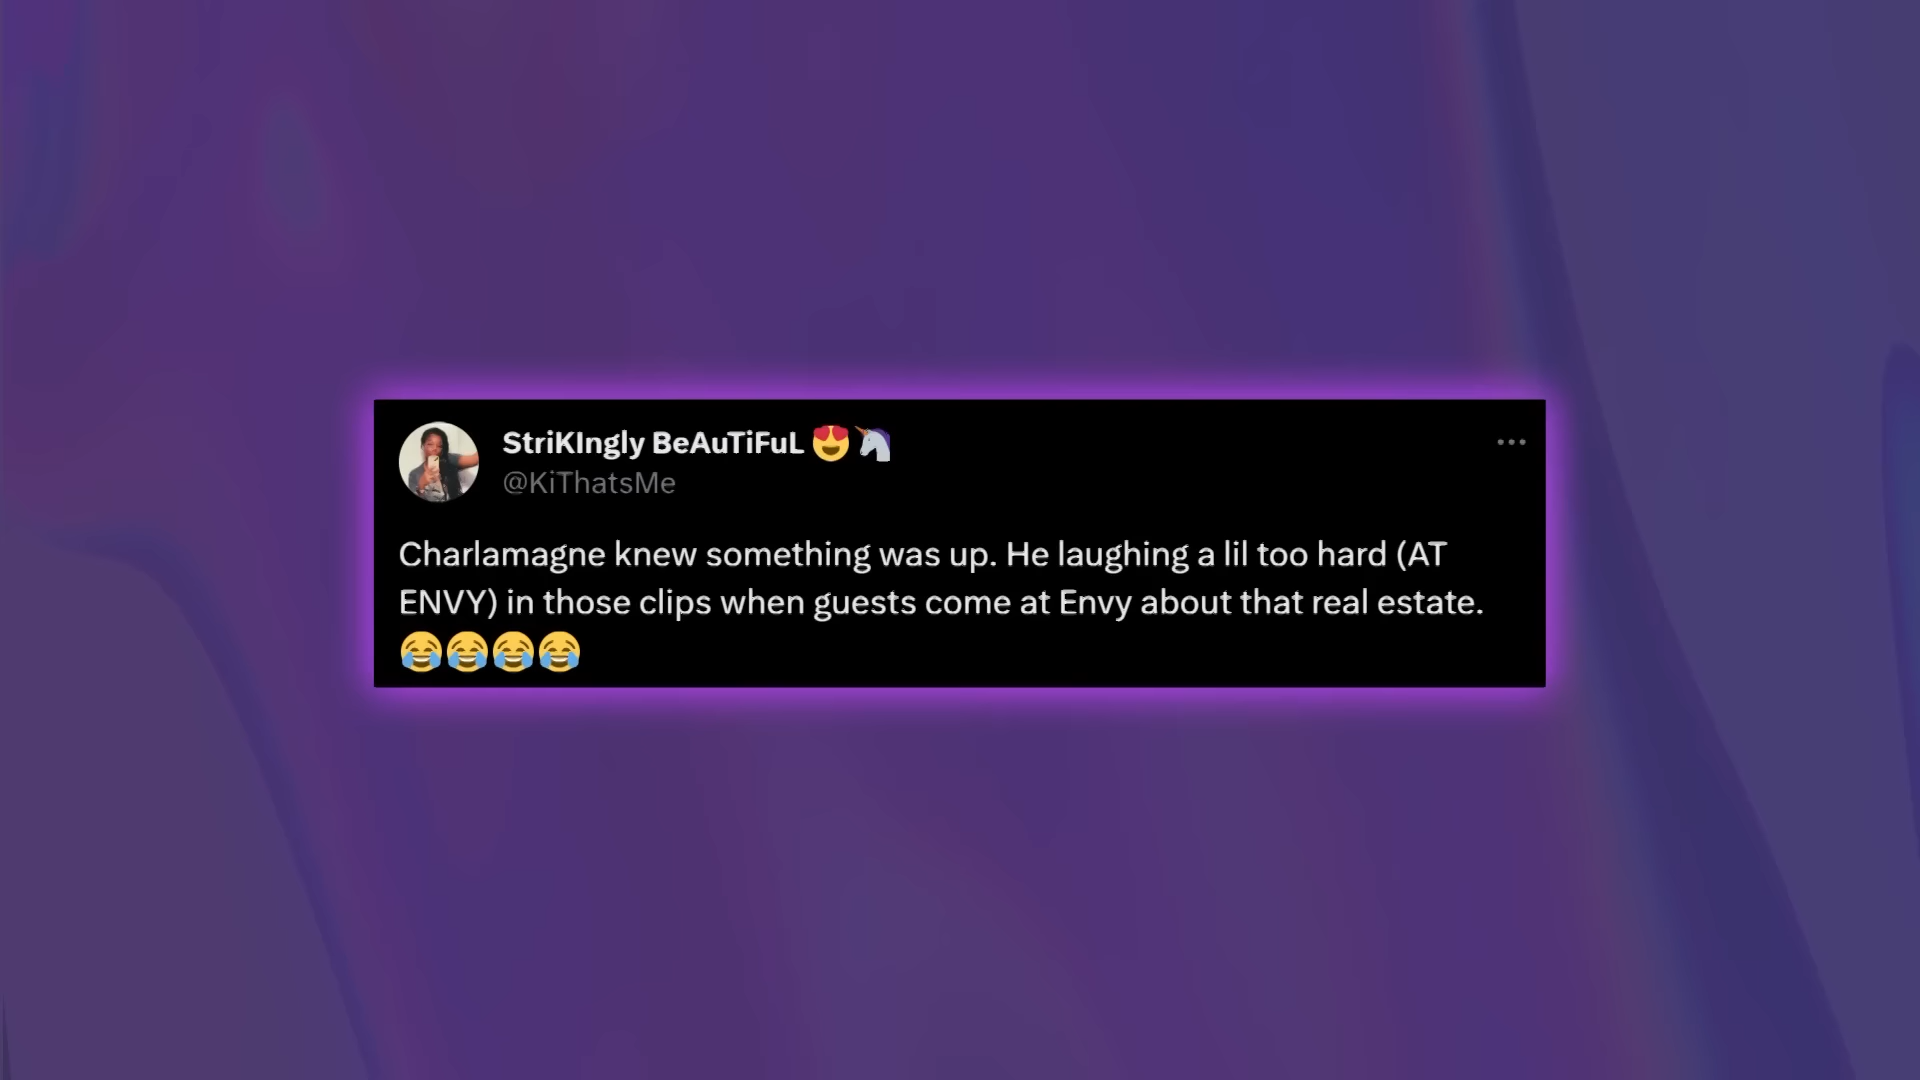 StriKIngly BeAuTiFuL 😍🦄
@KiThatsMe
Charlamagne knew something was up. He laughing a lil too hard (AT
ENVY) in those clips when guests come at Envy about that real estate.
😂😂😂😂